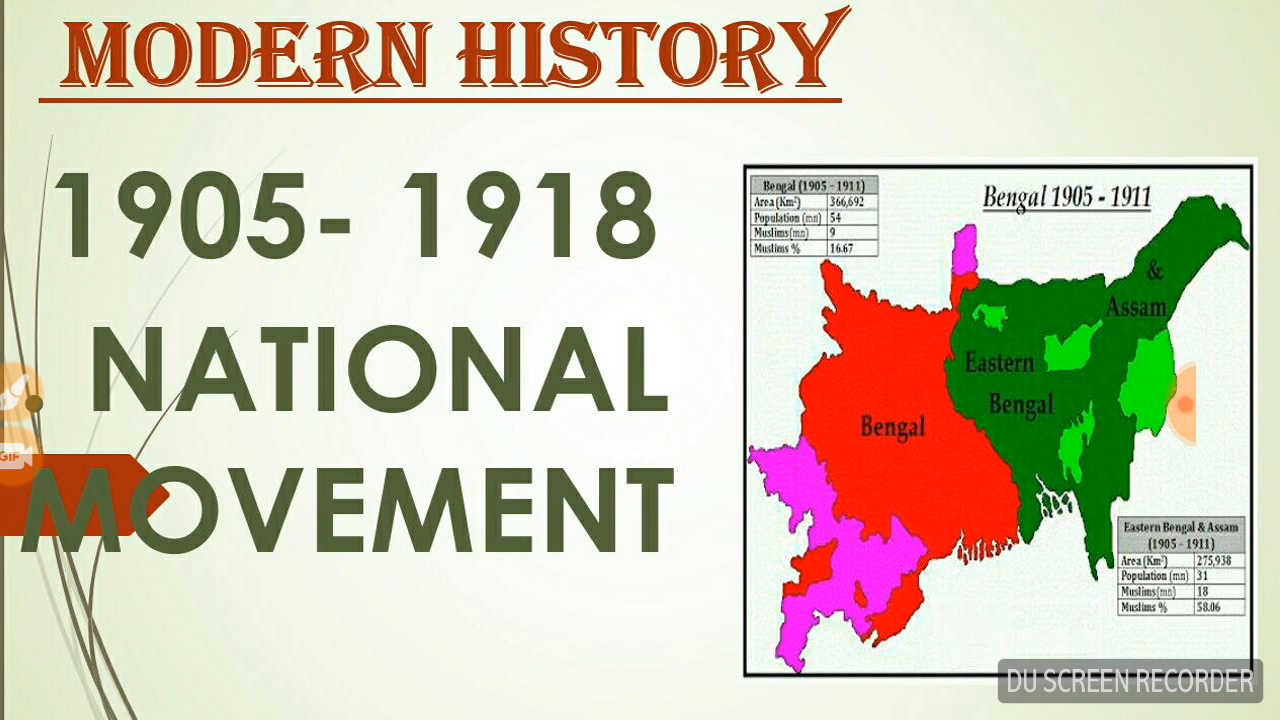 MODERN HISTORY
1905- 1918
NATIONAL
MOVEMENT
Bengal 1905 - 1911
Bengal (1905 - 1911)
Area (Km²) 366,692
Population (mn) 54
Muslims(mn) 9
Muslims % 16.67
&
Assam
Eastern
Bengal
Bengal
Eastern Bengal & Assam
(1905 - 1911)
Area (Km²) 275,938
Population (mn) 31
Muslims(mn) 18
Muslims % 58.06
GIF
DU SCREEN RECORDER